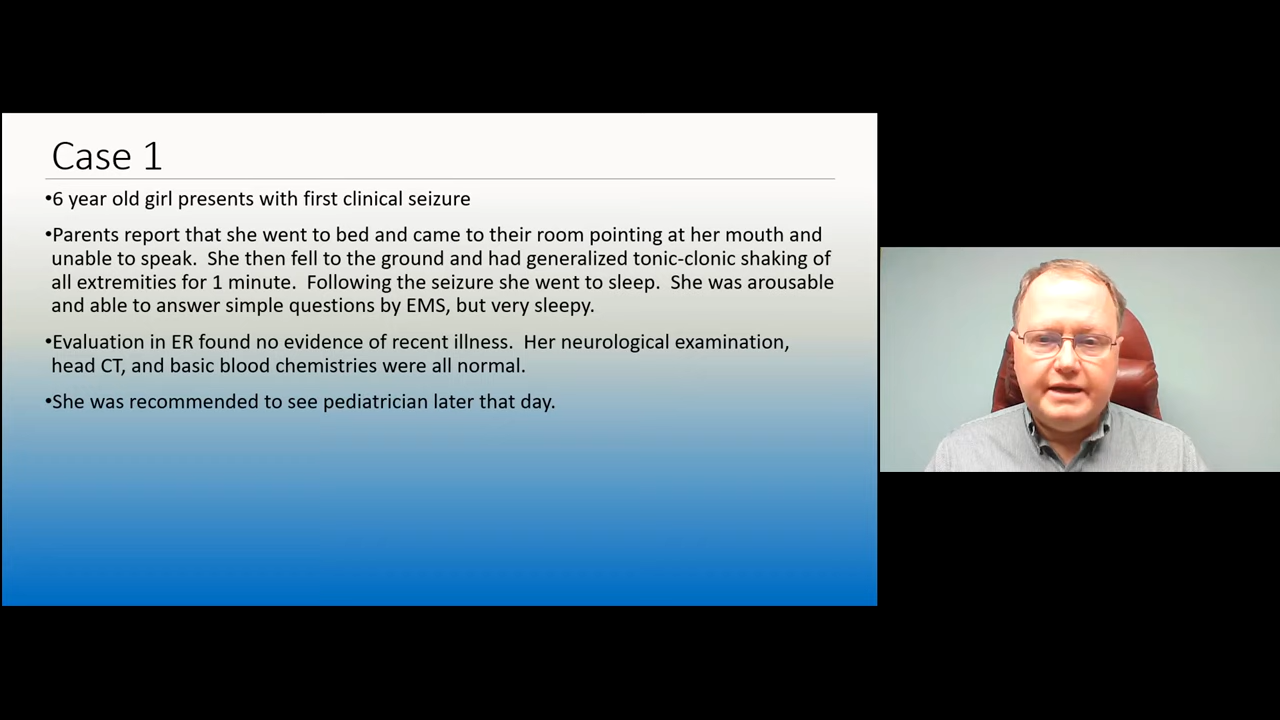 Case 1
•6 year old girl presents with first clinical seizure
•Parents report that she went to bed and came to their room pointing at her mouth and
unable to speak. She then fell to the ground and had generalized tonic-clonic shaking of
all extremities for 1 minute. Following the seizure she went to sleep. She was arousable
and able to answer simple questions by EMS, but very sleepy.
•Evaluation in ER found no evidence of recent illness. Her neurological examination,
head CT, and basic blood chemistries were all normal.
•She was recommended to see pediatrician later that day.